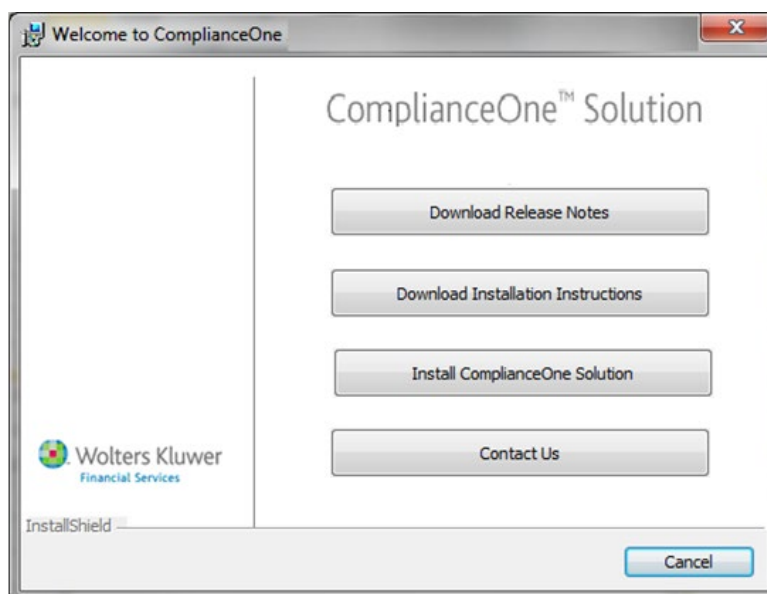 Welcome to ComplianceOne
X
ComplianceOne™ Solution
Download Release Notes
Download Installation Instructions
Install ComplianceOne Solution
Contact Us
Wolters Kluwer
Financial Services
InstallShield
Cancel